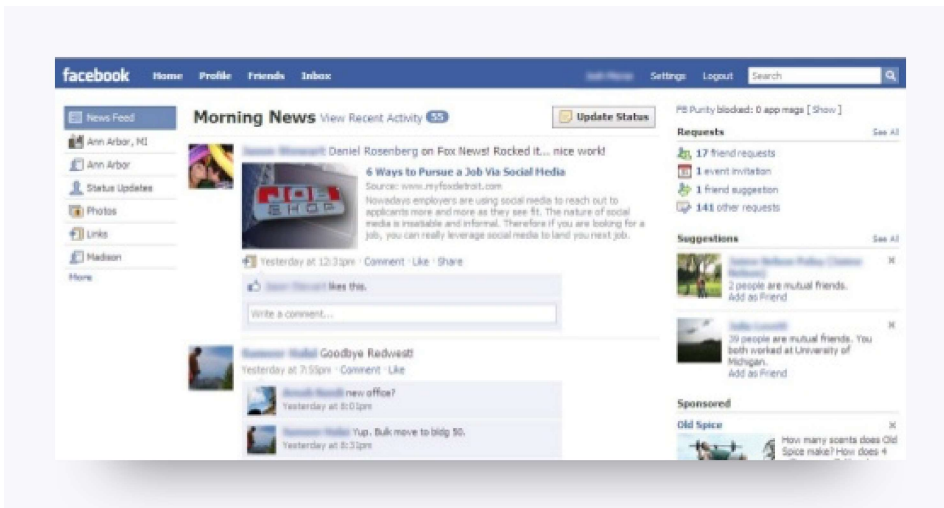 facebook Home Profile Friends Inbox Settings Logout Search
News Feed
Ann Arbor, MI
Ann Arbor
Status Updates
Photos
Links
Madison
More
Morning News View Recent Activity 55
Update Status
Daniel Rosenberg on Fox News! Rocked it... nice work!
6 Ways to Pursue a Job Via Social Media
Source: www.myfoxdetroit.com
Nowadays employers are using social media to reach out to
applicants more and more as they see fit. The nature of social
media is insatiable and informal. Therefore if you are looking for a
job, you can really leverage social media to land you next job.
JOB
SHOP
Yesterday at 12:31pm · Comment · Like · Share
likes this.
Write a comment...
Goodbye Redwest!
Yesterday at 7:55pm · Comment · Like
new office?
Yesterday at 8:01pm
Yup. Bulk move to bldg 50.
Yesterday at 8:31pm
FB Purity blocked: 0 app msgs [ Show ]
Requests See All
17 friend requests
1 event invitation
1 friend suggestion
141 other requests
Suggestions See All
2 people are mutual friends.
Add as Friend
39 people are mutual friends. You
both worked at University of
Michigan.
Add as Friend
Sponsored
Old Spice
How many scents does Old
Spice make? How does 4